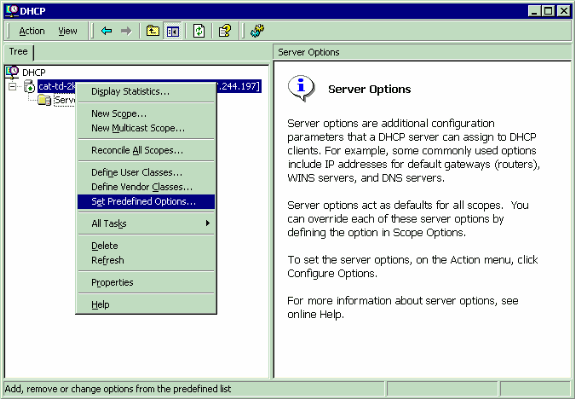 DHCP
Action View
Tree
Server Options
DHCP
cat-td-2k .244.197]
Display Statistics...
New Scope...
New Multicast Scope...
Reconcile All Scopes...
Define User Classes...
Define Vendor Classes...
Set Predefined Options...
All Tasks
Delete
Refresh
Properties
Help
Server Options
Server options are additional configuration
parameters that a DHCP server can assign to DHCP
clients. For example, some commonly used options
include IP addresses for default gateways (routers),
WINS servers, and DNS servers.
Server options act as defaults for all scopes. You
can override each of these server options by
defining the option in Scope Options.
To set the server options, on the Action menu, click
Configure Options.
For more information about server options, see
online Help.
Add, remove or change options from the predefined list